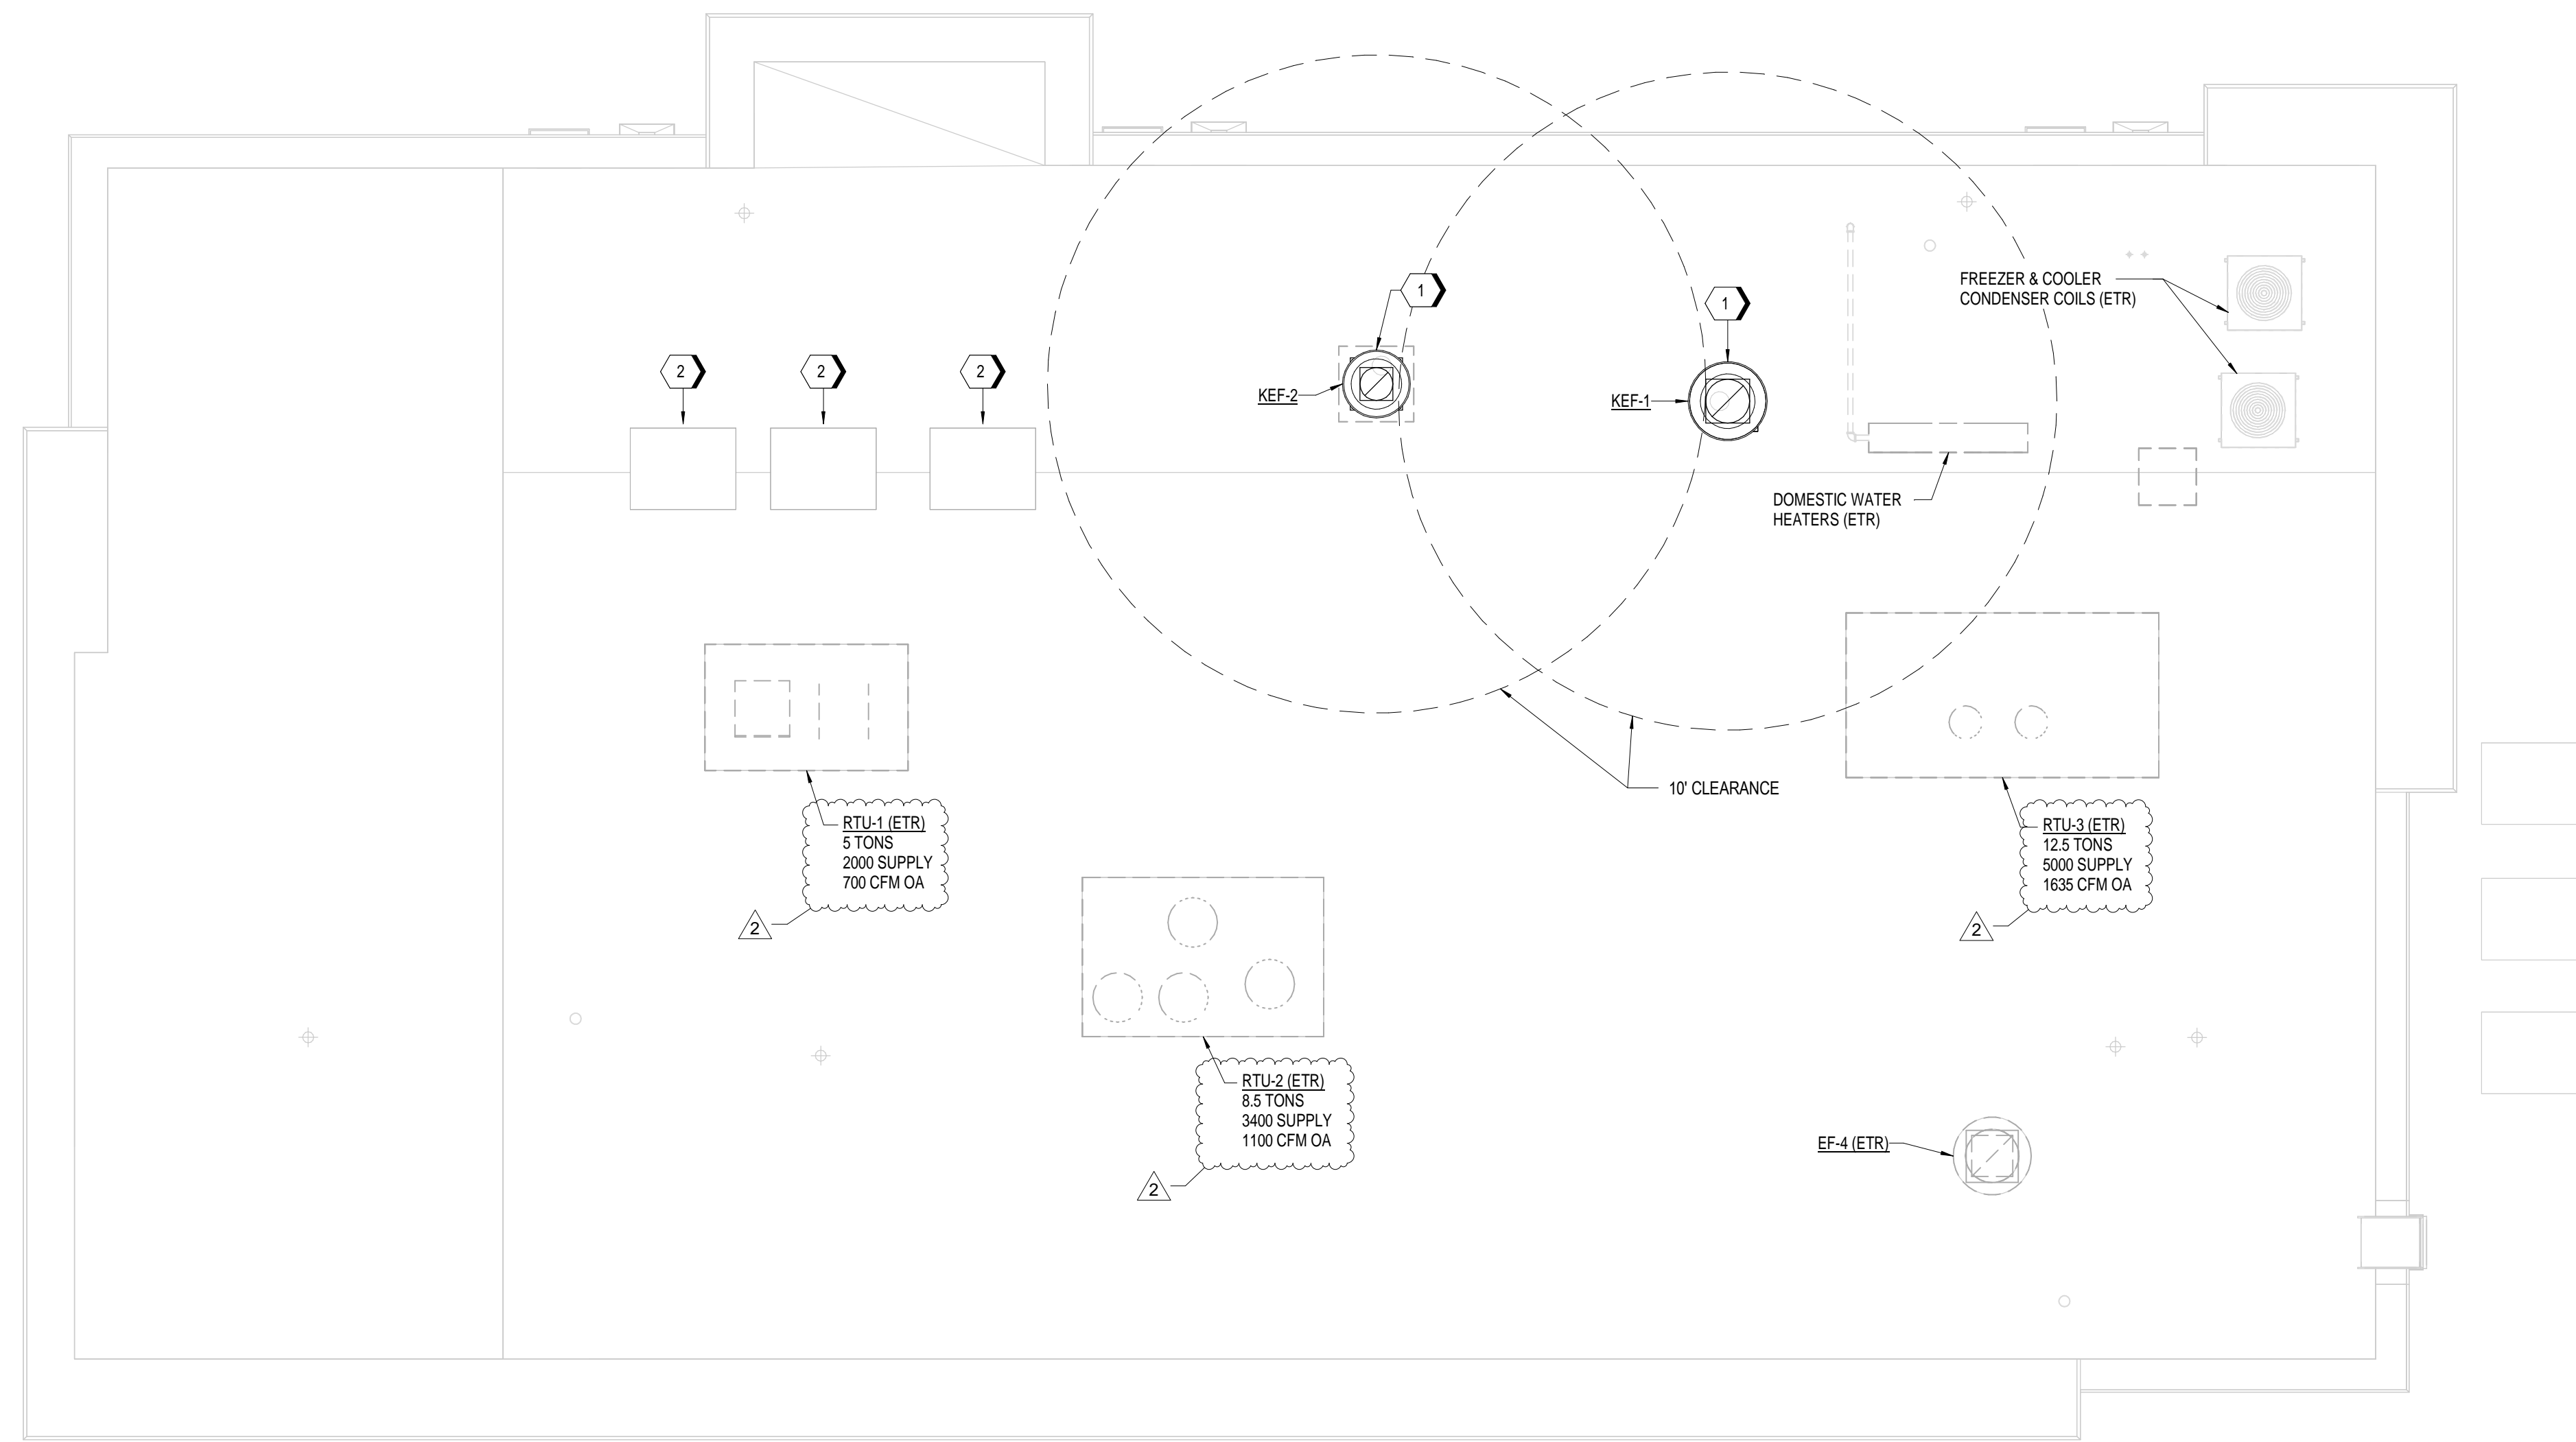 1
1
FREEZER & COOLER
CONDENSER COILS (ETR)
2
2
2
KEF-2
KEF-1
DOMESTIC WATER
HEATERS (ETR)
10' CLEARANCE
RTU-1 (ETR)
5 TONS
2000 SUPPLY
700 CFM OA
2
RTU-3 (ETR)
12.5 TONS
5000 SUPPLY
1635 CFM OA
2
RTU-2 (ETR)
8.5 TONS
3400 SUPPLY
1100 CFM OA
2
EF-4 (ETR)